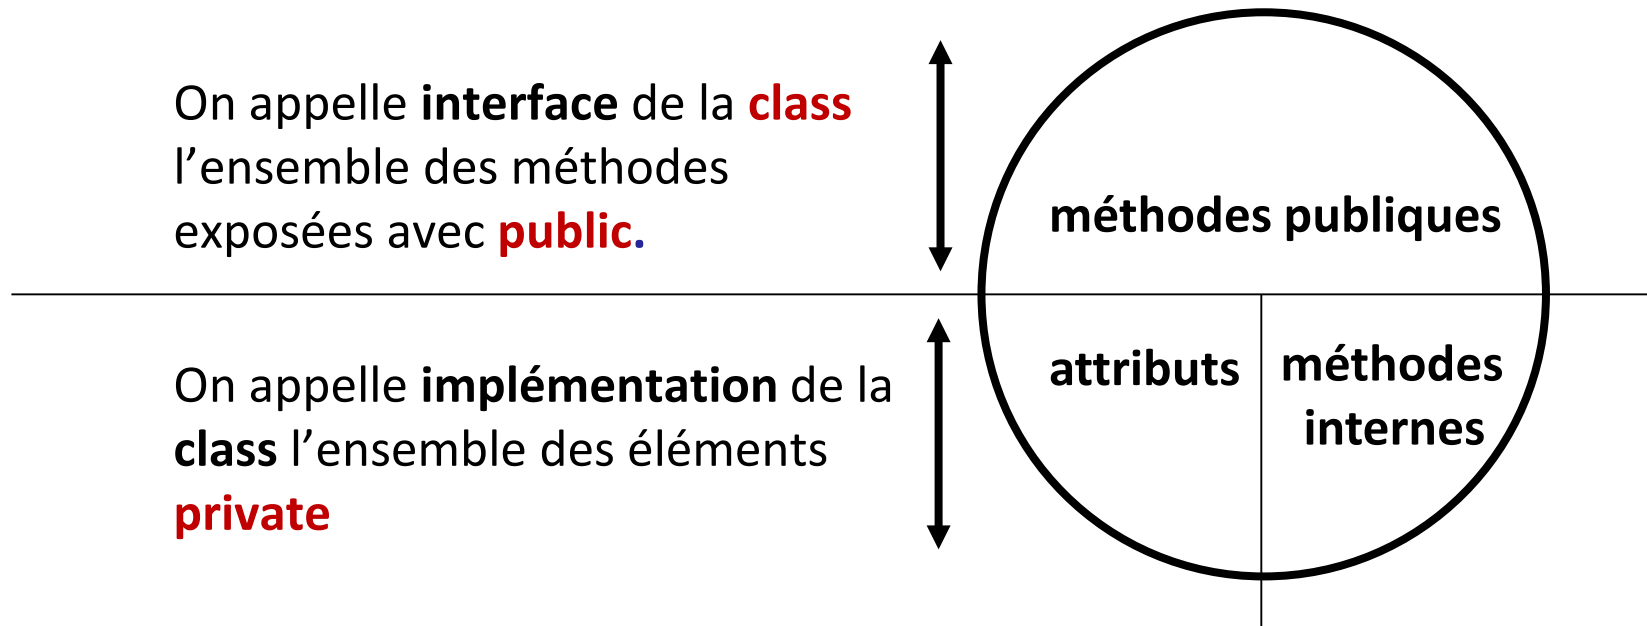 On appelle interface de la class
l’ensemble des méthodes
exposées avec public.
méthodes publiques
On appelle implémentation de la
class l’ensemble des éléments
private
attributs
méthodes
internes